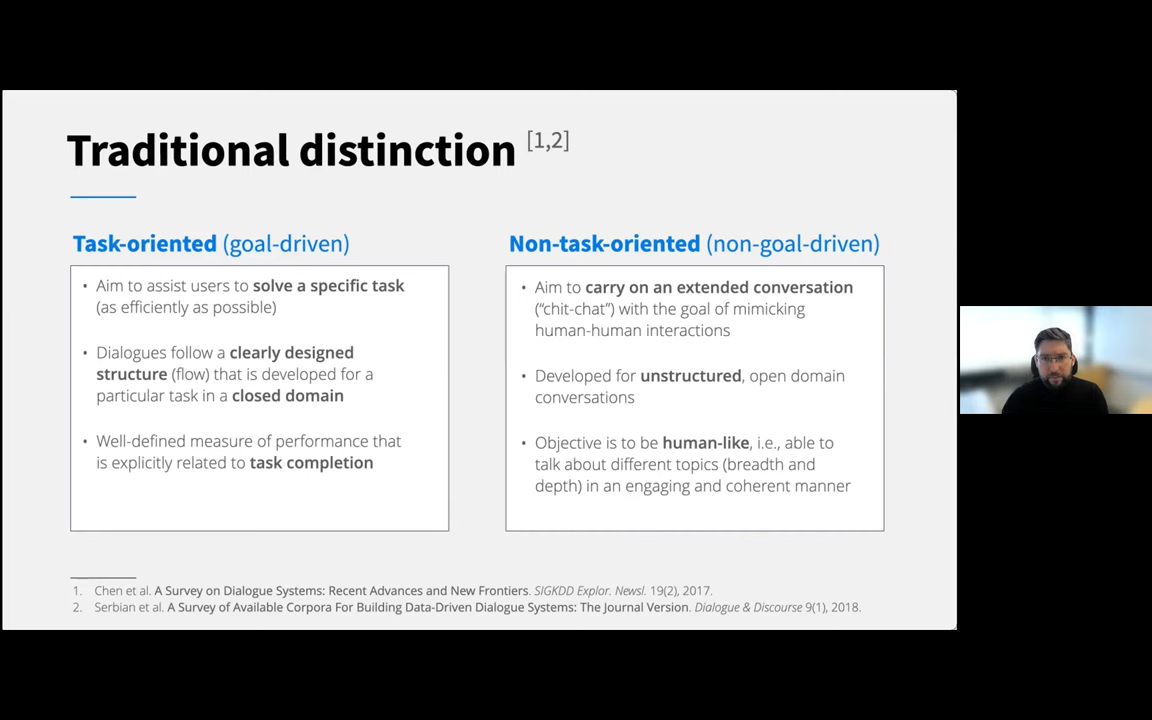 Traditional distinction [1,2]
Task-oriented (goal-driven)
• Aim to assist users to solve a specific task
(as efficiently as possible)
• Dialogues follow a clearly designed
structure (flow) that is developed for a
particular task in a closed domain
• Well-defined measure of performance that
is explicitly related to task completion
Non-task-oriented (non-goal-driven)
• Aim to carry on an extended conversation
(“chit-chat”) with the goal of mimicking
human-human interactions
• Developed for unstructured, open domain
conversations
• Objective is to be human-like, i.e., able to
talk about different topics (breadth and
depth) in an engaging and coherent manner
1. Chen et al. A Survey on Dialogue Systems: Recent Advances and New Frontiers. SIGKDD Explor. Newsl. 19(2), 2017.
2. Serbian et al. A Survey of Available Corpora For Building Data-Driven Dialogue Systems: The Journal Version. Dialogue & Discourse 9(1), 2018.